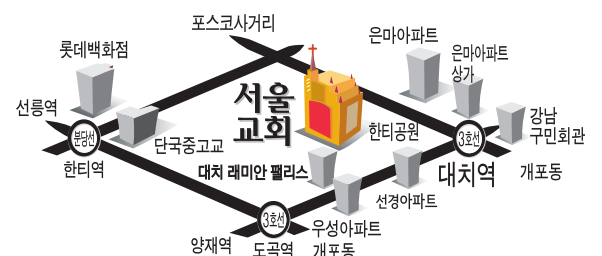 포스코사거리
롯데백화점
은마아파트
은마아파트
상가
선릉역
서울
교회
강남
구민회관
분당선
단국중고교
한티공원
3호선
한티역
대치 래미안 팰리스
대치역
개포동
선경아파트
3호선
우성아파트
양재역
도곡역
개포동